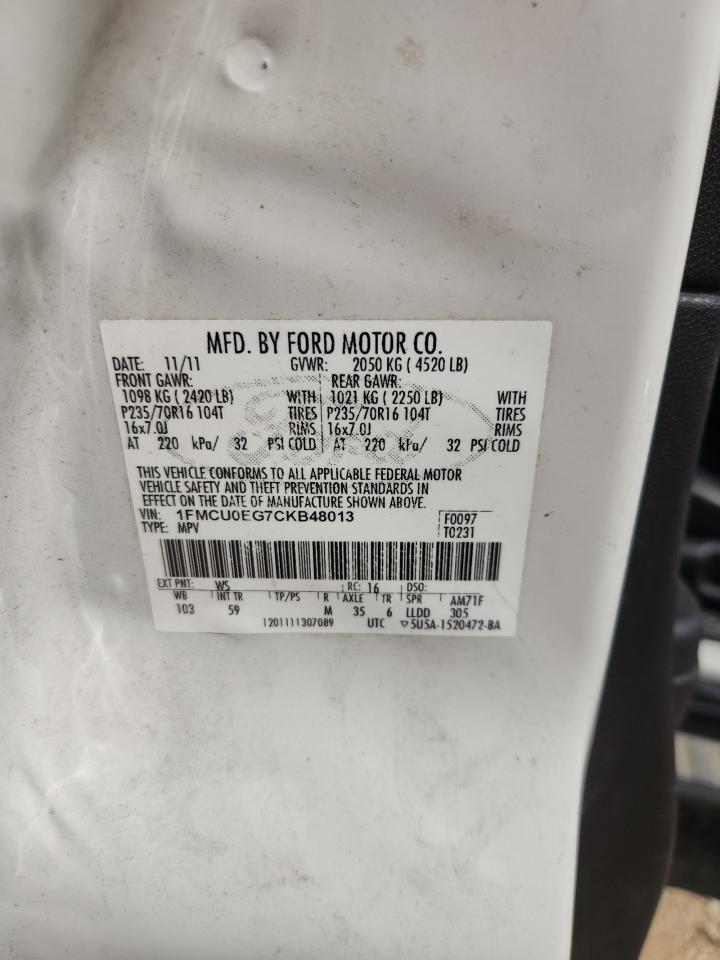 MFD. BY FORD MOTOR CO.
DATE: 11/11 GVWR: 2050 KG ( 4520 LB)
FRONT GAWR: REAR GAWR:
1098 KG ( 2420 LB) WITH 1021 KG ( 2250 LB) WITH
P235/70R16 104T TIRES P235/70R16 104T TIRES
16x7.0J RIMS 16x7.0J RIMS
AT 220 kPa/ 32 PSI COLD AT 220 kPa/ 32 PSI COLD
THIS VEHICLE CONFORMS TO ALL APPLICABLE FEDERAL MOTOR
VEHICLE SAFETY AND THEFT PREVENTION STANDARDS IN
EFFECT ON THE DATE OF MANUFACTURE SHOWN ABOVE.
VIN: 1FMCU0EG7CKB48013 F0097
TYPE: MPV T0231
EXT PNT: WS RC: 16 DSO:
WB INT TR TP/PS R AXLE TR SPR AM71F
103 59 M 35 6 LLDD 305
1201111307089 UTC ▽5U5A-1520472-BA